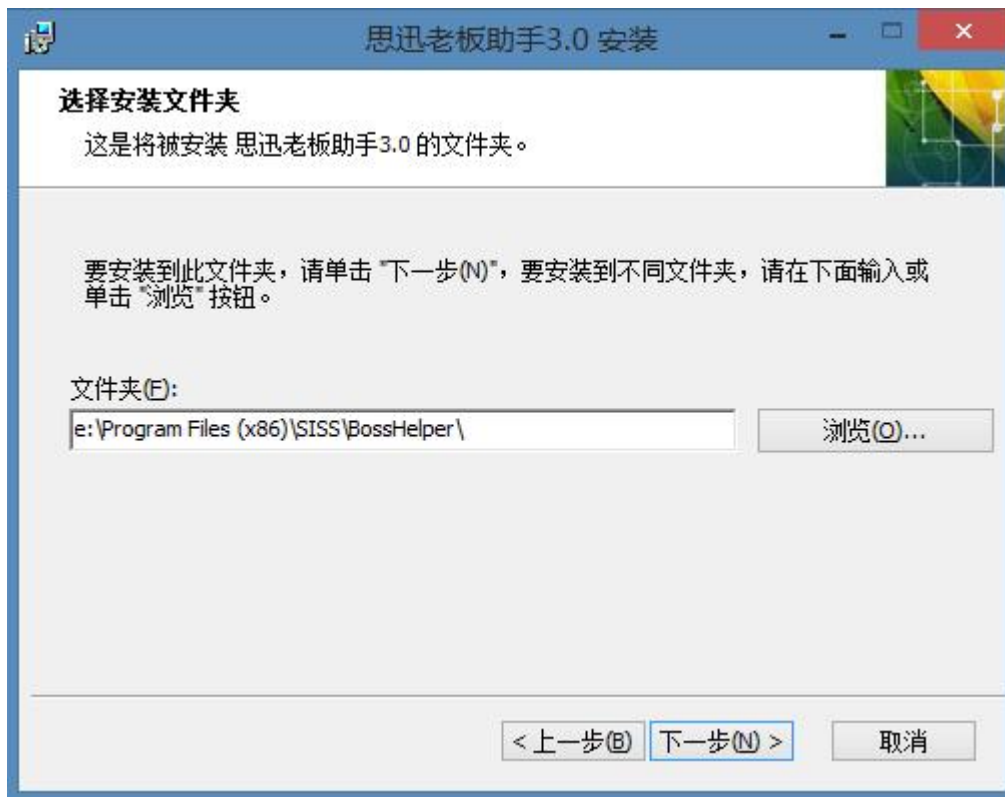 思迅老板助手3.0 安装
选择安装文件夹
这是将被安装 思迅老板助手3.0 的文件夹。
要安装到此文件夹，请单击 "下一步(N)"，要安装到不同文件夹，请在下面输入或
单击 "浏览" 按钮。
文件夹(F):
e:\Program Files (x86)\SISS\BossHelper\
浏览(O)...
< 上一步(B)
下一步(N) >
取消